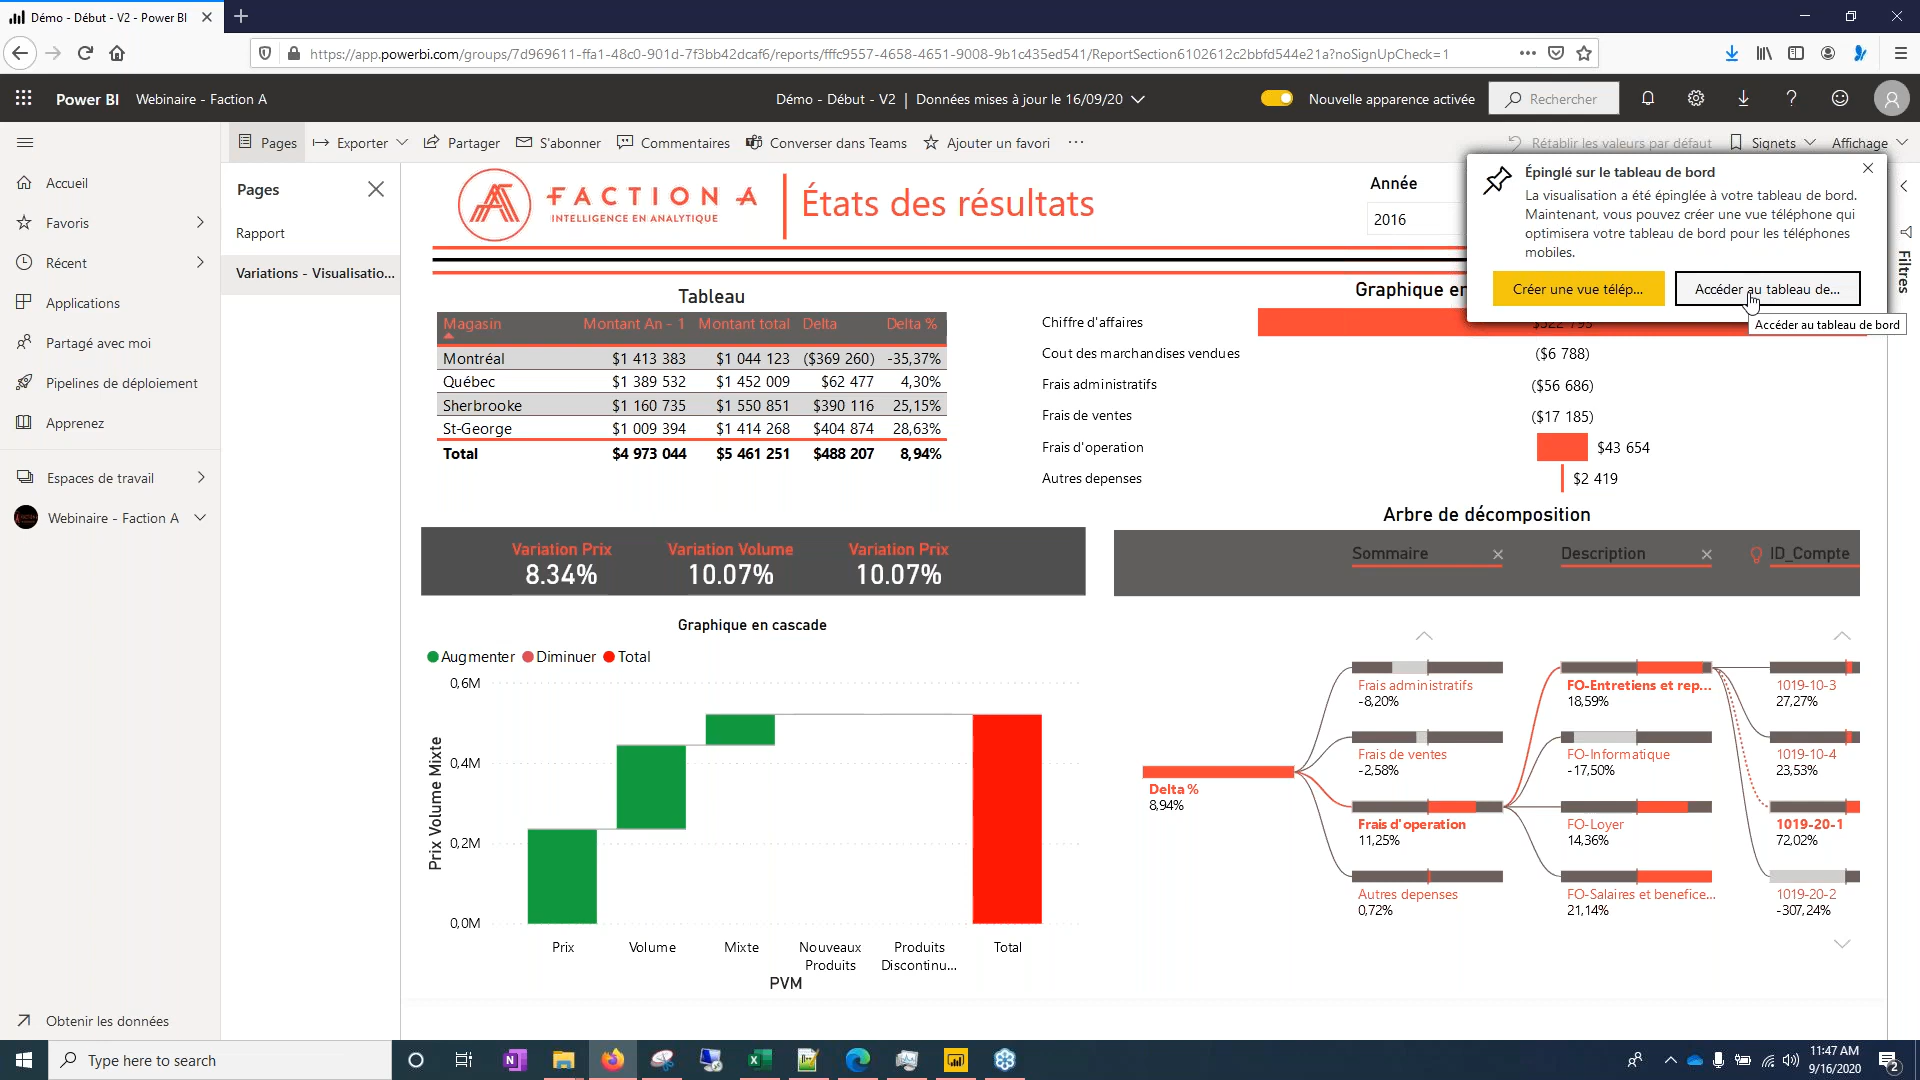 Démo - Début - V2 - Power BI
https://app.powerbi.com/groups/7d969611-ffa1-48c0-901d-7f3bb42dcaf6/reports/fffc9557-4658-4651-9008-9b1c435ed541/ReportSection6102612c2bbfd544e21a?noSignUpCheck=1
Power BI Webinaire - Faction A
Démo - Début - V2 | Données mises à jour le 16/09/20
Nouvelle apparence activée
Rechercher
Pages
Exporter
Partager
S'abonner
Commentaires
Converser dans Teams
Ajouter un favori
Rétablir les valeurs par défaut
Signets
Affichage
Accueil
Favoris
Récent
Applications
Partagé avec moi
Pipelines de déploiement
Apprenez
Espaces de travail
Webinaire - Faction A
Obtenir les données
Pages
Rapport
Variations - Visualisatio...
FACTION A
INTELLIGENCE EN ANALYTIQUE
États des résultats
Année
2016
Épinglé sur le tableau de bord
La visualisation a été épinglée à votre tableau de bord.
Maintenant, vous pouvez créer une vue téléphone qui
optimisera votre tableau de bord pour les téléphones
mobiles.
Créer une vue télép...
Accéder au tableau de...
Accéder au tableau de bord
Filtres
Tableau
Magasin Montant An - 1 Montant total Delta Delta %
Montréal $1 413 383 $1 044 123 ($369 260) -35,37%
Québec $1 389 532 $1 452 009 $62 477 4,30%
Sherbrooke $1 160 735 $1 550 851 $390 116 25,15%
St-George $1 009 394 $1 414 268 $404 874 28,63%
Total $4 973 044 $5 461 251 $488 207 8,94%
Graphique en
Chiffre d'affaires $522 793
Cout des marchandises vendues ($6 788)
Frais administratifs ($56 686)
Frais de ventes ($17 185)
Frais d'operation $43 654
Autres depenses $2 419
Variation Prix Variation Volume Variation Prix
8.34% 10.07% 10.07%
Graphique en cascade
Augmenter Diminuer Total
Prix Volume Mixte
0,6M
0,4M
0,2M
0,0M
Prix Volume Mixte Nouveaux Produits Total
Produits Discontinu...
PVM
Arbre de décomposition
Sommaire Description ID_Compte
Delta %
8,94%
Frais administratifs
-8,20%
Frais de ventes
-2,58%
Frais d'operation
11,25%
Autres depenses
0,72%
FO-Entretiens et rep...
18,59%
FO-Informatique
-17,50%
FO-Loyer
14,36%
FO-Salaires et benefice...
21,14%
1019-10-3
27,27%
1019-10-4
23,53%
1019-20-1
72,02%
1019-20-2
-307,24%
Type here to search
11:47 AM
9/16/2020
2